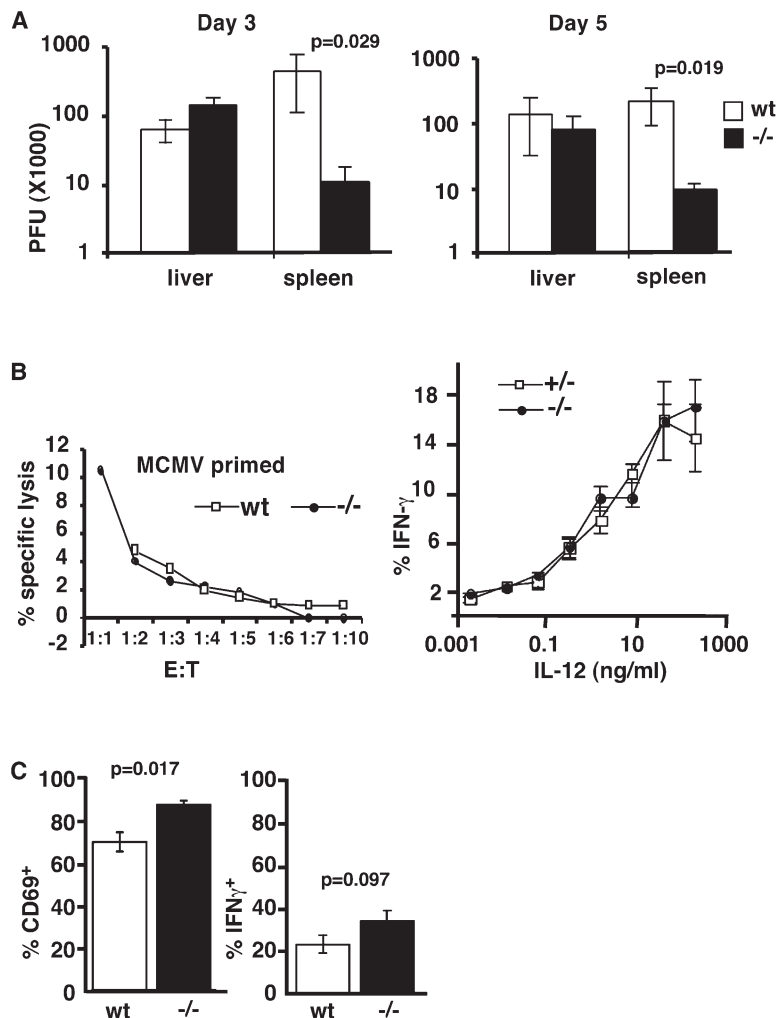 A
Day 3
Day 5
PFU (X1000)
1000
100
10
1
p=0.029
liver
spleen
1000
100
10
1
p=0.019
liver
spleen
wt
-/-
B
% specific lysis
12
10
8
6
4
2
0
-2
MCMV primed
wt
-/-
1:1 1:2 1:3 1:4 1:5 1:6 1:7 1:10
E:T
% IFN-γ
18
14
10
6
2
+/-
-/-
0.001 0.1 10 1000
IL-12 (ng/ml)
C
% CD69+
100
80
60
40
20
0
p=0.017
wt -/-
% IFNγ+
100
80
60
40
20
0
p=0.097
wt -/-